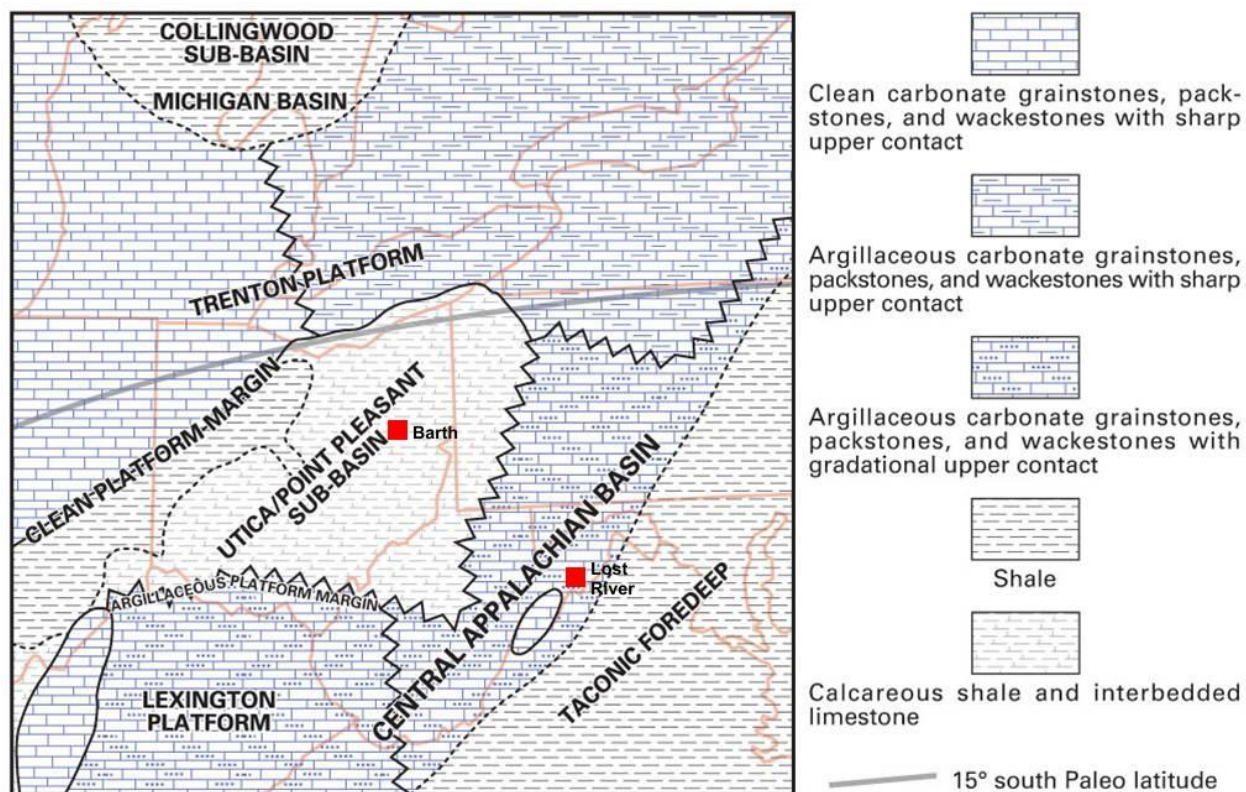 COLLINGWOOD
SUB-BASIN
MICHIGAN BASIN
TRENTON PLATFORM
CLEAN PLATFORM-MARGIN
UTICA/POINT PLEASANT
SUB-BASIN
Barth
ARGILLACEOUS PLATFORM MARGIN
LEXINGTON
PLATFORM
CENTRAL APPALACHIAN BASIN
Lost
River
TACONIC FOREDEEP
Clean carbonate grainstones, pack-
stones, and wackestones with sharp
upper contact
Argillaceous carbonate grainstones,
packstones, and wackestones with sharp
upper contact
Argillaceous carbonate grainstones,
packstones, and wackestones with
gradational upper contact
Shale
Calcareous shale and interbedded
limestone
15° south Paleo latitude